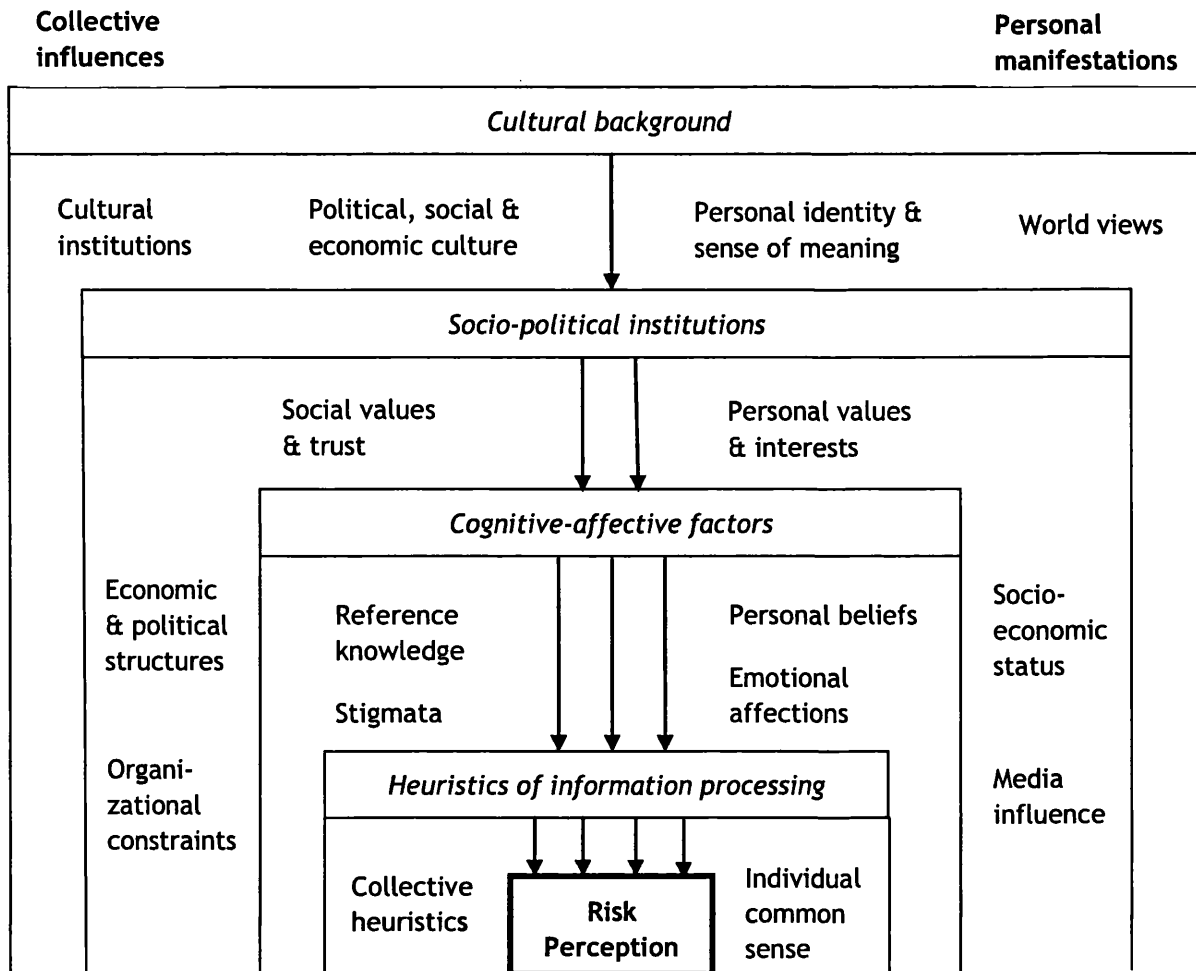 Collective
influences
Personal
manifestations
Cultural background
Cultural
institutions
Political, social &
economic culture
Personal identity &
sense of meaning
World views
Socio-political institutions
Social values
& trust
Personal values
& interests
Cognitive-affective factors
Economic
& political
structures
Reference
knowledge
Personal beliefs
Socio-
economic
status
Stigmata
Emotional
affections
Heuristics of information processing
Organi-
zational
constraints
Media
influence
Collective
heuristics
Risk
Perception
Individual
common
sense